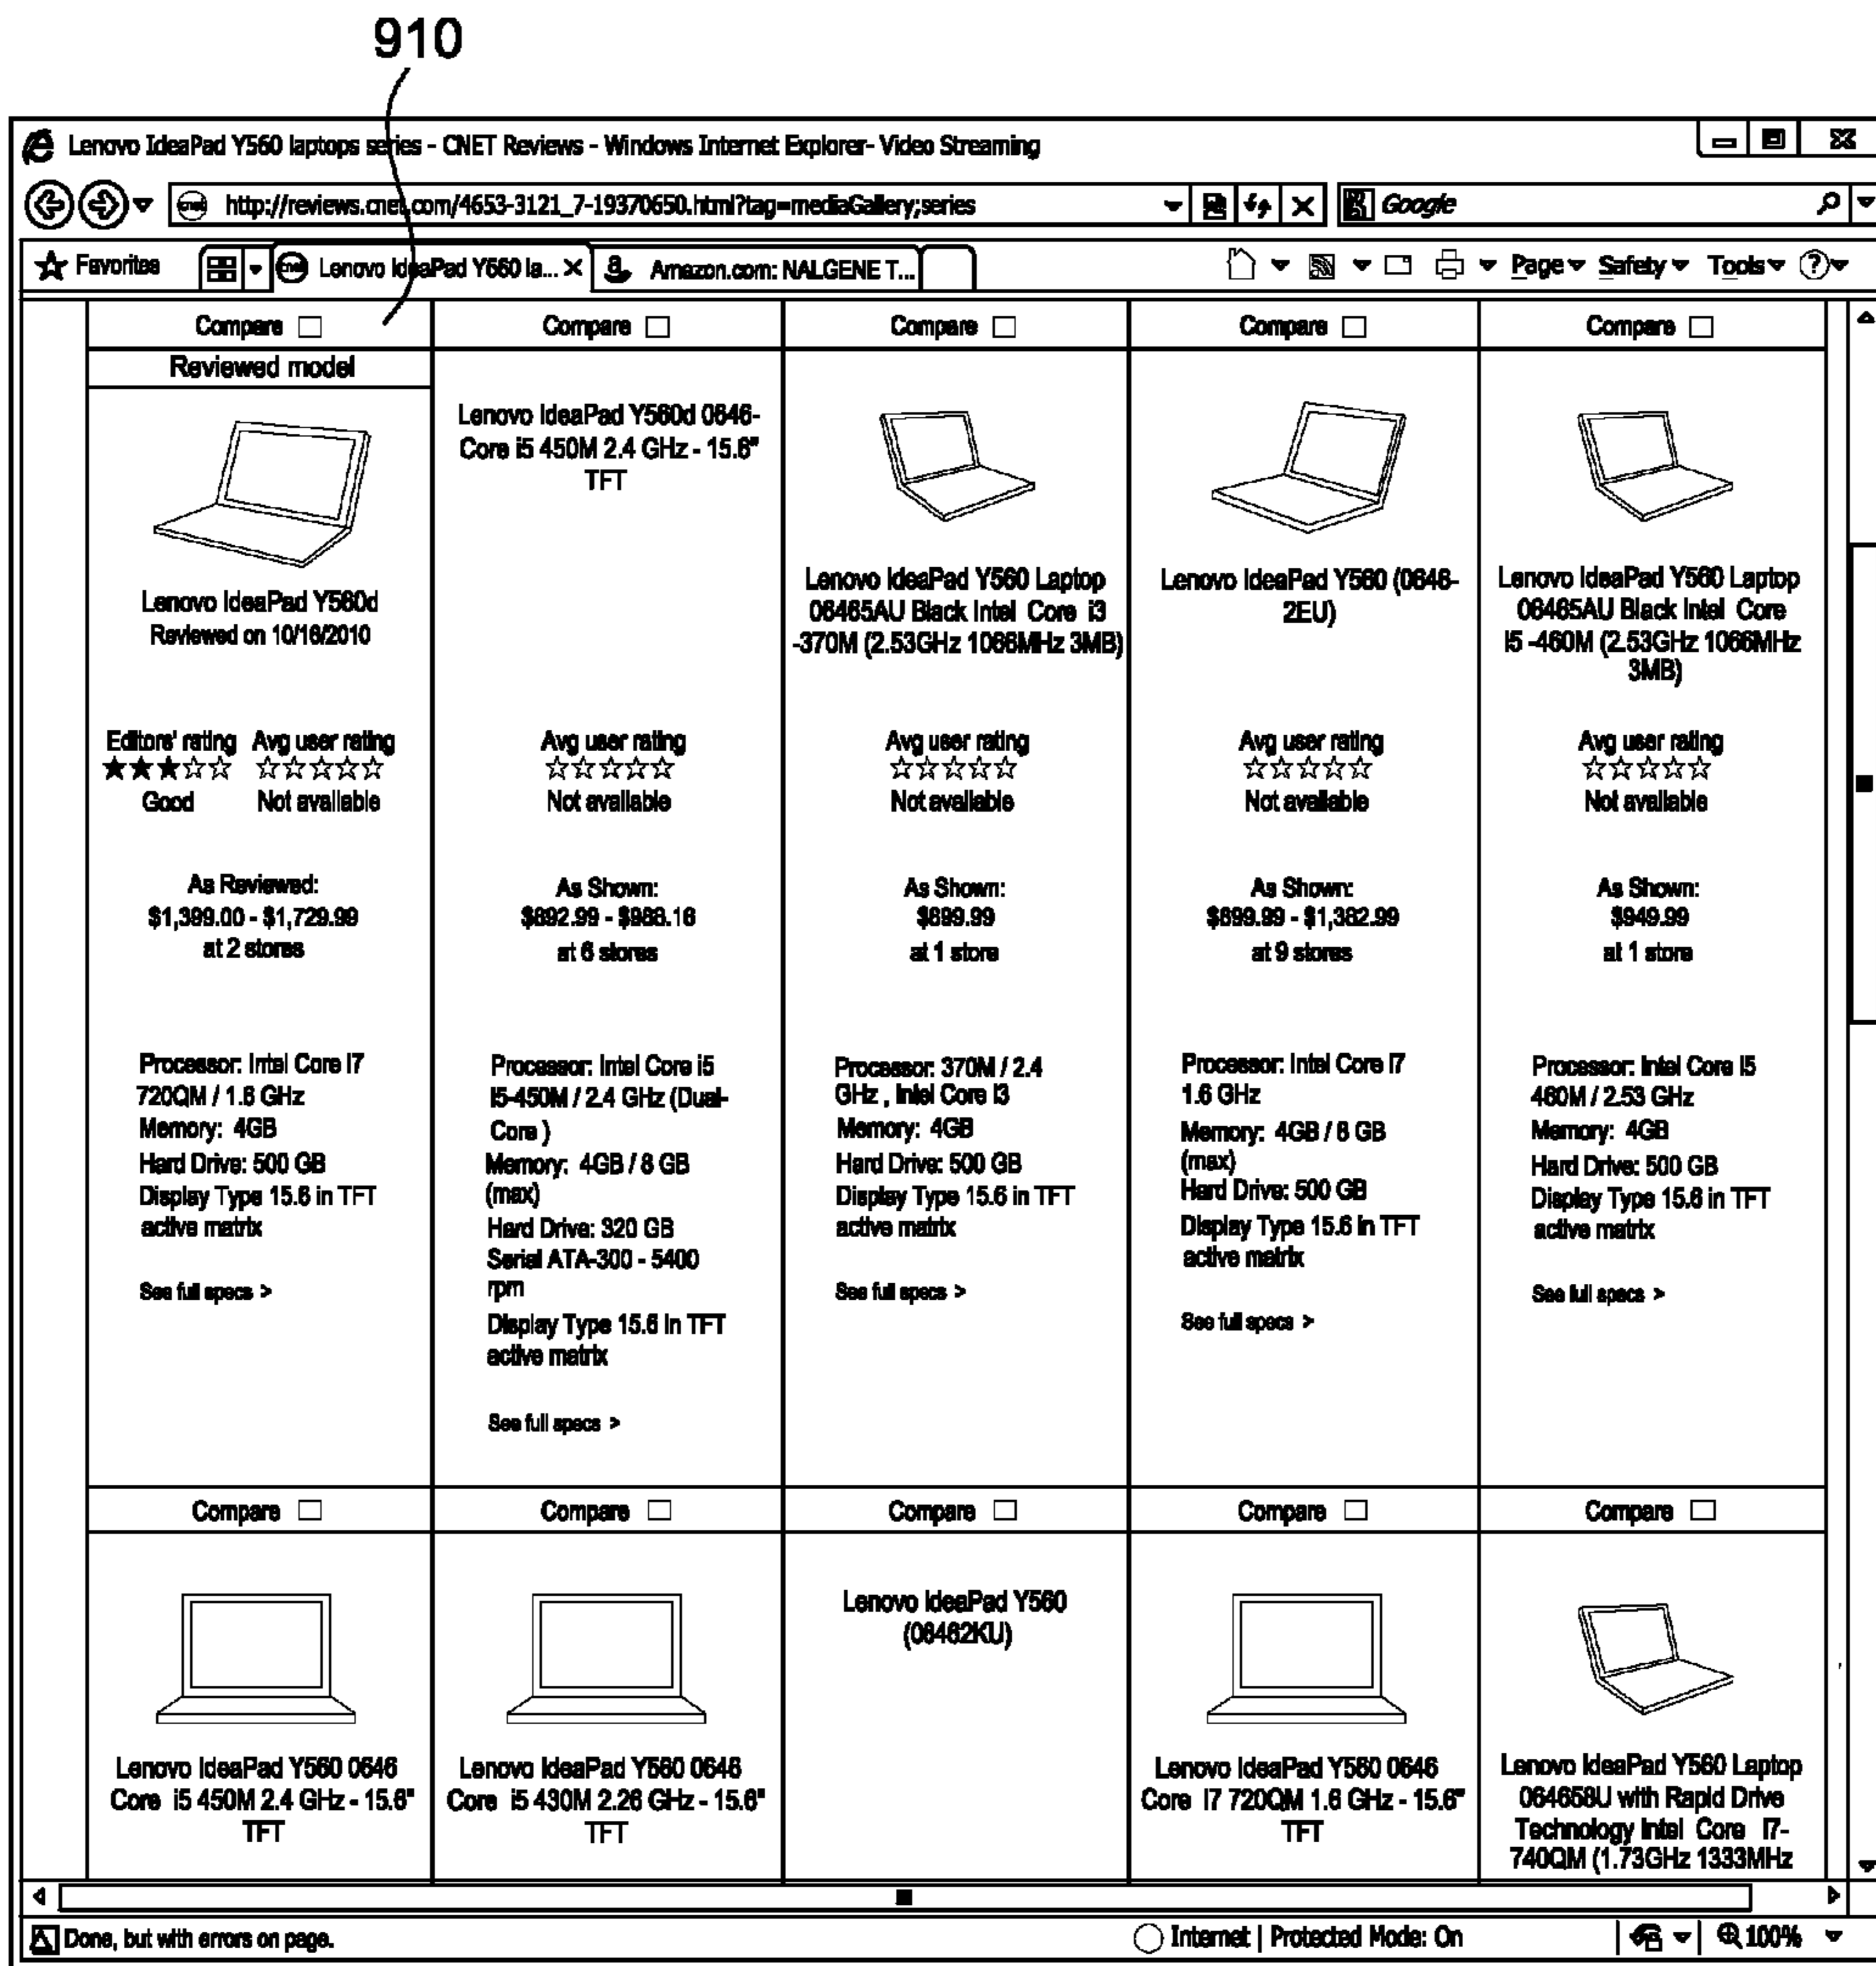 910
Lenovo IdeaPad Y560 laptops series - CNET Reviews - Windows Internet Explorer- Video Streaming
cnet http://reviews.cnet.com/4653-3121_7-19370650.html?tag=mediaGallery;series
Google
Favorites
cnet Lenovo IdeaPad Y560 la... X
a Amazon.com: NALGENE T...
Page Safety Tools ?
Compare Compare Compare Compare Compare
Reviewed model
Lenovo IdeaPad Y560d
Reviewed on 10/16/2010
Editors' rating Avg user rating
★★★☆☆ ☆☆☆☆☆
Good Not available
As Reviewed:
$1,399.00 - $1,729.99
at 2 stores
Processor: Intel Core I7
720QM / 1.6 GHz
Memory: 4GB
Hard Drive: 500 GB
Display Type 15.6 in TFT
active matrix
See full specs >
Lenovo IdeaPad Y560d 0646-
Core i5 450M 2.4 GHz - 15.6"
TFT
Avg user rating
☆☆☆☆☆
Not available
As Shown:
at 6 stores
Processor: Intel Core i5
I5-450M / 2.4 GHz (Dual-
Core )
Memory: 4GB / 8 GB
(max)
Hard Drive: 320 GB
Serial ATA-300 - 5400
rpm
Display Type 15.6 in TFT
active matrix
See full specs >
Lenovo IdeaPad Y560 Laptop
06465AU Black Intel Core i3
-370M (2.53GHz 1066MHz 3MB)
Avg user rating
☆☆☆☆☆
Not available
As Shown:
at 1 store
Processor: 370M / 2.4
GHz , Intel Core I3
Memory: 4GB
Hard Drive: 500 GB
Display Type 15.6 in TFT
active matrix
See full specs >
Lenovo IdeaPad Y560 (0646-
2EU)
Avg user rating
☆☆☆☆☆
Not available
As Shown:
at 9 stores
Processor: Intel Core I7
1.6 GHz
Memory: 4GB / 8 GB
(max)
Hard Drive: 500 GB
Display Type 15.6 in TFT
active matrix
See full specs >
Lenovo IdeaPad Y560 Laptop
06465AU Black Intel Core
I5 -460M (2.53GHz 1066MHz
3MB)
Avg user rating
☆☆☆☆☆
Not available
As Shown:
$949.99
at 1 store
Processor: Intel Core I5
460M / 2.53 GHz
Memory: 4GB
Hard Drive: 500 GB
Display Type 15.6 in TFT
active matrix
See full specs >
Compare Compare Compare Compare Compare
Lenovo IdeaPad Y560 0646
Core i5 450M 2.4 GHz - 15.6"
TFT
Lenovo IdeaPad Y560 0646
Core i5 430M 2.26 GHz - 15.6"
TFT
Lenovo IdeaPad Y560
(06462KU)
Lenovo IdeaPad Y560 0646
Core I7 720QM 1.6 GHz - 15.6"
TFT
Lenovo IdeaPad Y560 Laptop
064658U with Rapid Drive
Technology Intel Core I7-
740QM (1.73GHz 1333MHz
Done, but with errors on page.
Internet | Protected Mode: On
100%